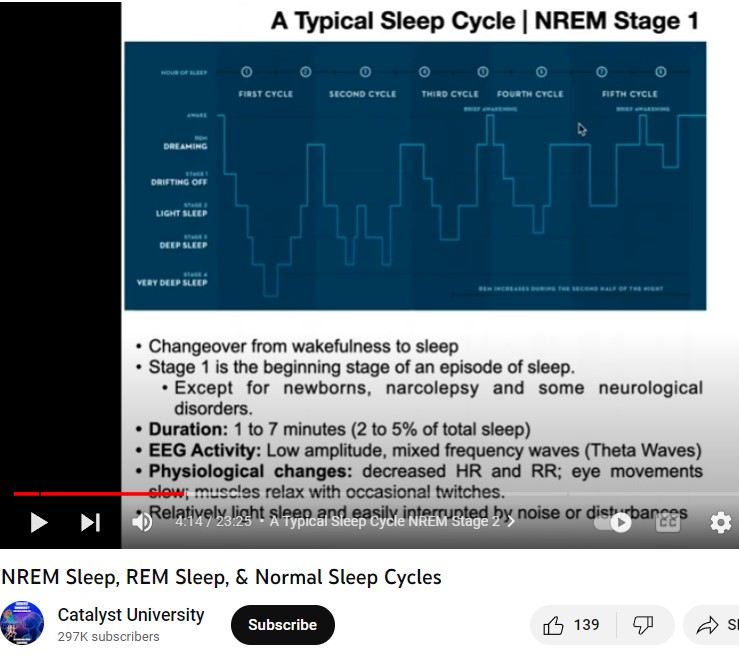 A Typical Sleep Cycle | NREM Stage 1
HOUR OF SLEEP 1 2 3 4 5 6 7 8
FIRST CYCLE SECOND CYCLE THIRD CYCLE FOURTH CYCLE FIFTH CYCLE
BRIEF AWAKENING BRIEF AWAKENING
AWAKE
REM
DREAMING
STAGE 1
DRIFTING OFF
STAGE 2
LIGHT SLEEP
STAGE 3
DEEP SLEEP
STAGE 4
VERY DEEP SLEEP
REM INCREASES DURING THE SECOND HALF OF THE NIGHT
• Changeover from wakefulness to sleep
• Stage 1 is the beginning stage of an episode of sleep.
• Except for newborns, narcolepsy and some neurological
disorders.
• Duration: 1 to 7 minutes (2 to 5% of total sleep)
• EEG Activity: Low amplitude, mixed frequency waves (Theta Waves)
• Physiological changes: decreased HR and RR; eye movements
slow; muscles relax with occasional twitches.
• Relatively light sleep and easily interrupted by noise or disturbances
4:14 / 23:25 • A Typical Sleep Cycle NREM Stage 2 >
CC
NREM Sleep, REM Sleep, & Normal Sleep Cycles
Catalyst University
297K subscribers
Subscribe
139